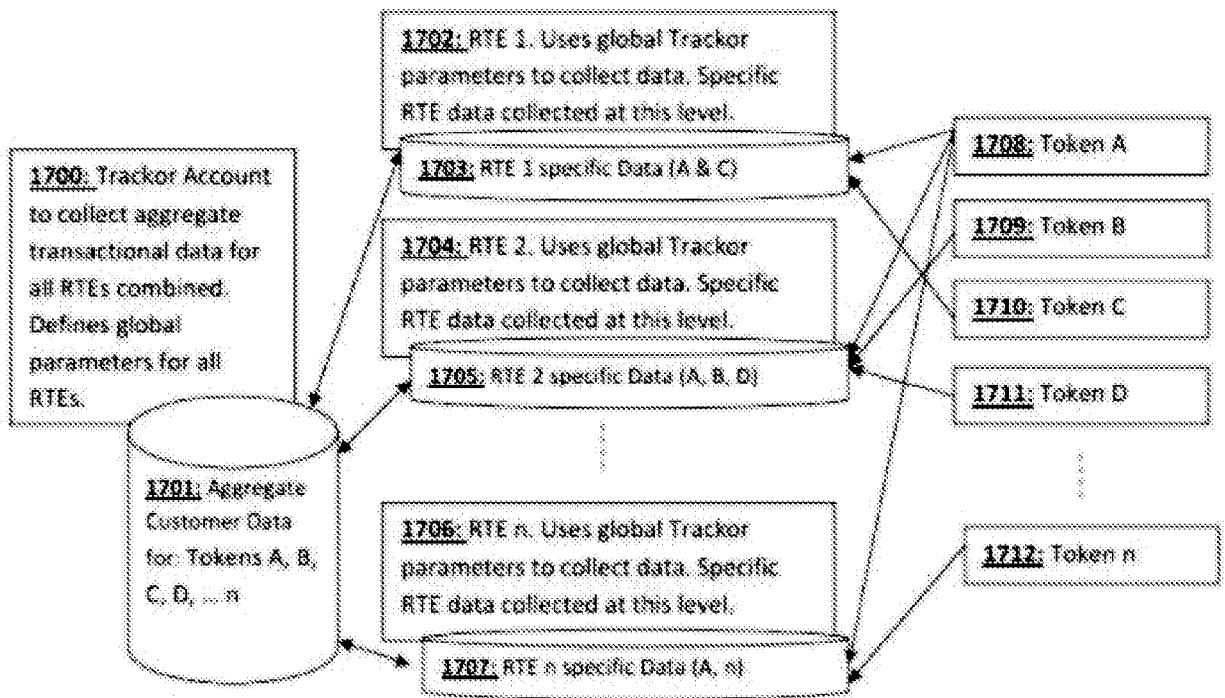 1700: Trackor Account
to collect aggregate
transactional data for
all RTEs combined.
Defines global
parameters for all
RTEs.
1701: Aggregate
Customer Data
for: Tokens A, B,
C, D, ... n
1702: RTE 1. Uses global Trackor
parameters to collect data. Specific
RTE data collected at this level.
1703: RTE 1 specific Data (A & C)
1704: RTE 2. Uses global Trackor
parameters to collect data. Specific
RTE data collected at this level.
1705: RTE 2 specific Data (A, B, D)
1706: RTE n. Uses global Trackor
parameters to collect data. Specific
RTE data collected at this level.
1707: RTE n specific Data (A, n)
1708: Token A
1709: Token B
1710: Token C
1711: Token D
1712: Token n